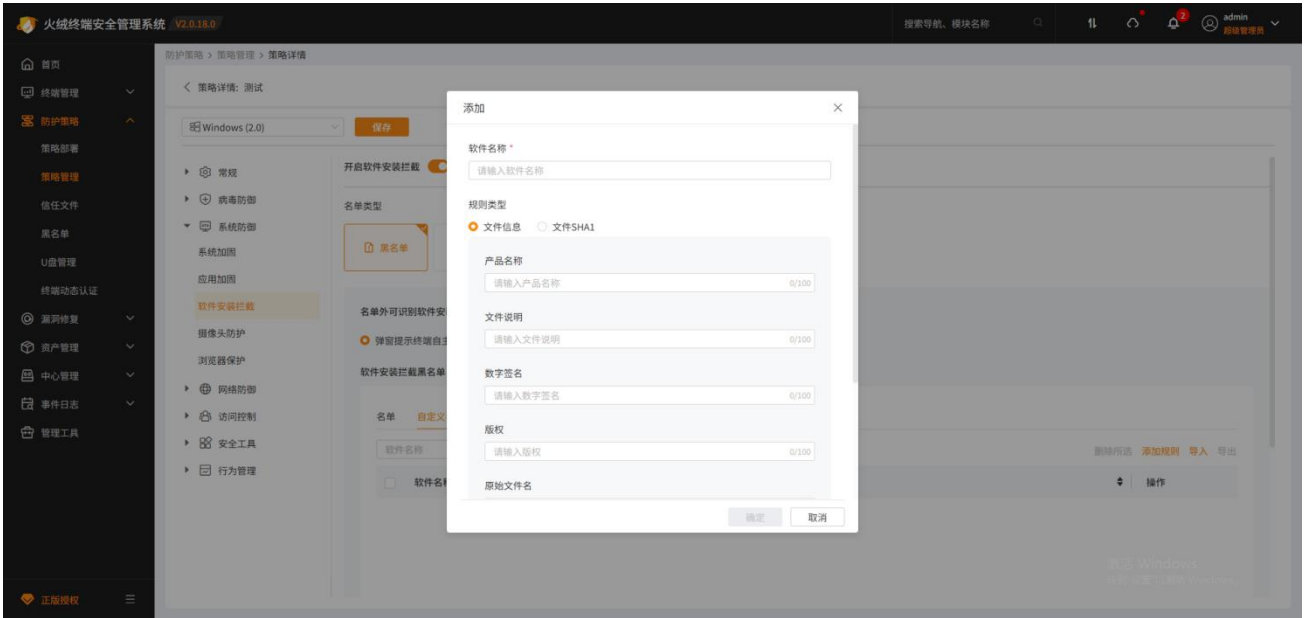 火绒终端安全管理系统 V2.0.18.0
搜索导航、模块名称
2
admin
超级管理员
首页
终端管理
防护策略
策略部署
策略管理
信任文件
黑名单
U盘管理
终端动态认证
漏洞修复
资产管理
中心管理
事件日志
管理工具
正版授权
防护策略 > 策略管理 > 策略详情
策略详情: 测试
Windows (2.0)
保存
常规
病毒防御
系统防御
系统加固
应用加固
软件安装拦截
摄像头防护
浏览器保护
网络防御
访问控制
安全工具
行为管理
开启软件安装拦截
名单类型
黑名单
名单外可识别软件安
弹窗提示终端自主
软件安装拦截黑名单
名单 自定义
软件名称
删除所选 添加规则 导入 导出
软件名称
操作
添加
软件名称 *
请输入软件名称
规则类型
文件信息 文件SHA1
产品名称
请输入产品名称 0/100
文件说明
请输入文件说明 0/100
数字签名
请输入数字签名 0/100
版权
请输入版权 0/100
原始文件名
确定 取消
激活 Windows